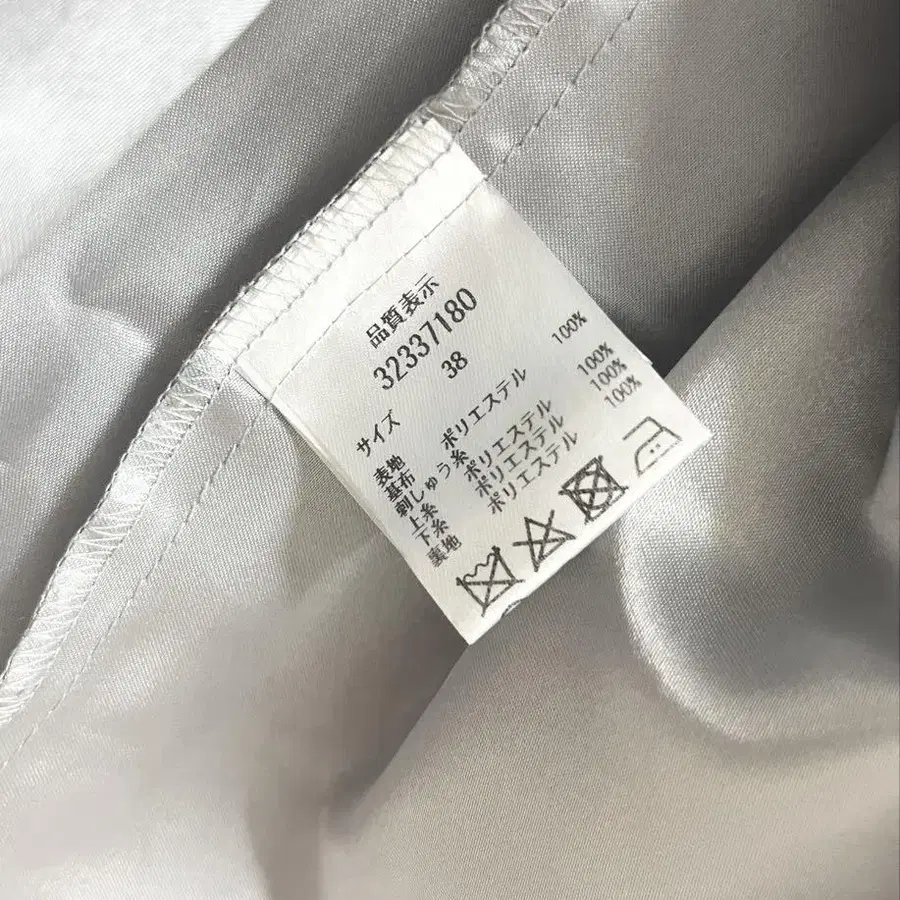 品質表示
32337180
サイズ 38
表地
基布 ポリエステル 100%
刺しゅう糸
上糸 ポリエステル 100%
下糸 ポリエステル 100%
裏地 ポリエステル 100%